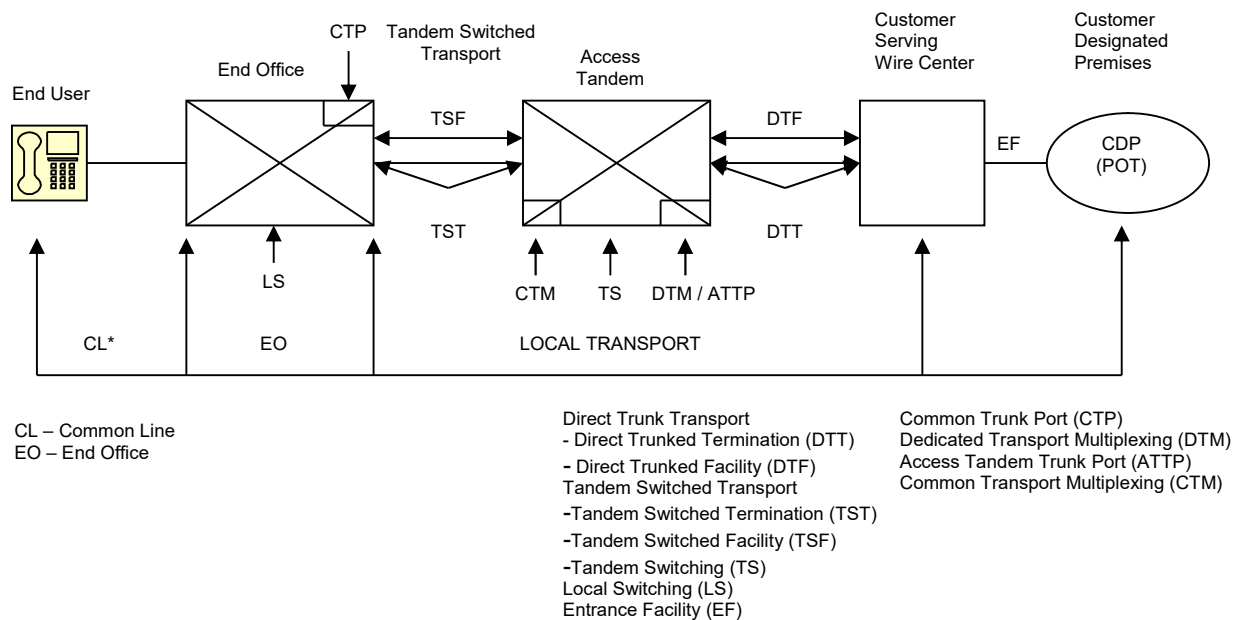 CTP
Tandem Switched
Transport
Customer
Serving
Wire Center
Customer
Designated
Premises
End Office
Access
Tandem
End User
TSF
DTF
EF
CDP
(POT)
TST
DTT
LS
CTM
TS
DTM / ATTP
CL*
EO
LOCAL TRANSPORT
CL – Common Line
EO – End Office
Direct Trunk Transport
- Direct Trunked Termination (DTT)
- Direct Trunked Facility (DTF)
Tandem Switched Transport
-Tandem Switched Termination (TST)
-Tandem Switched Facility (TSF)
-Tandem Switching (TS)
Local Switching (LS)
Entrance Facility (EF)
Common Trunk Port (CTP)
Dedicated Transport Multiplexing (DTM)
Access Tandem Trunk Port (ATTP)
Common Transport Multiplexing (CTM)